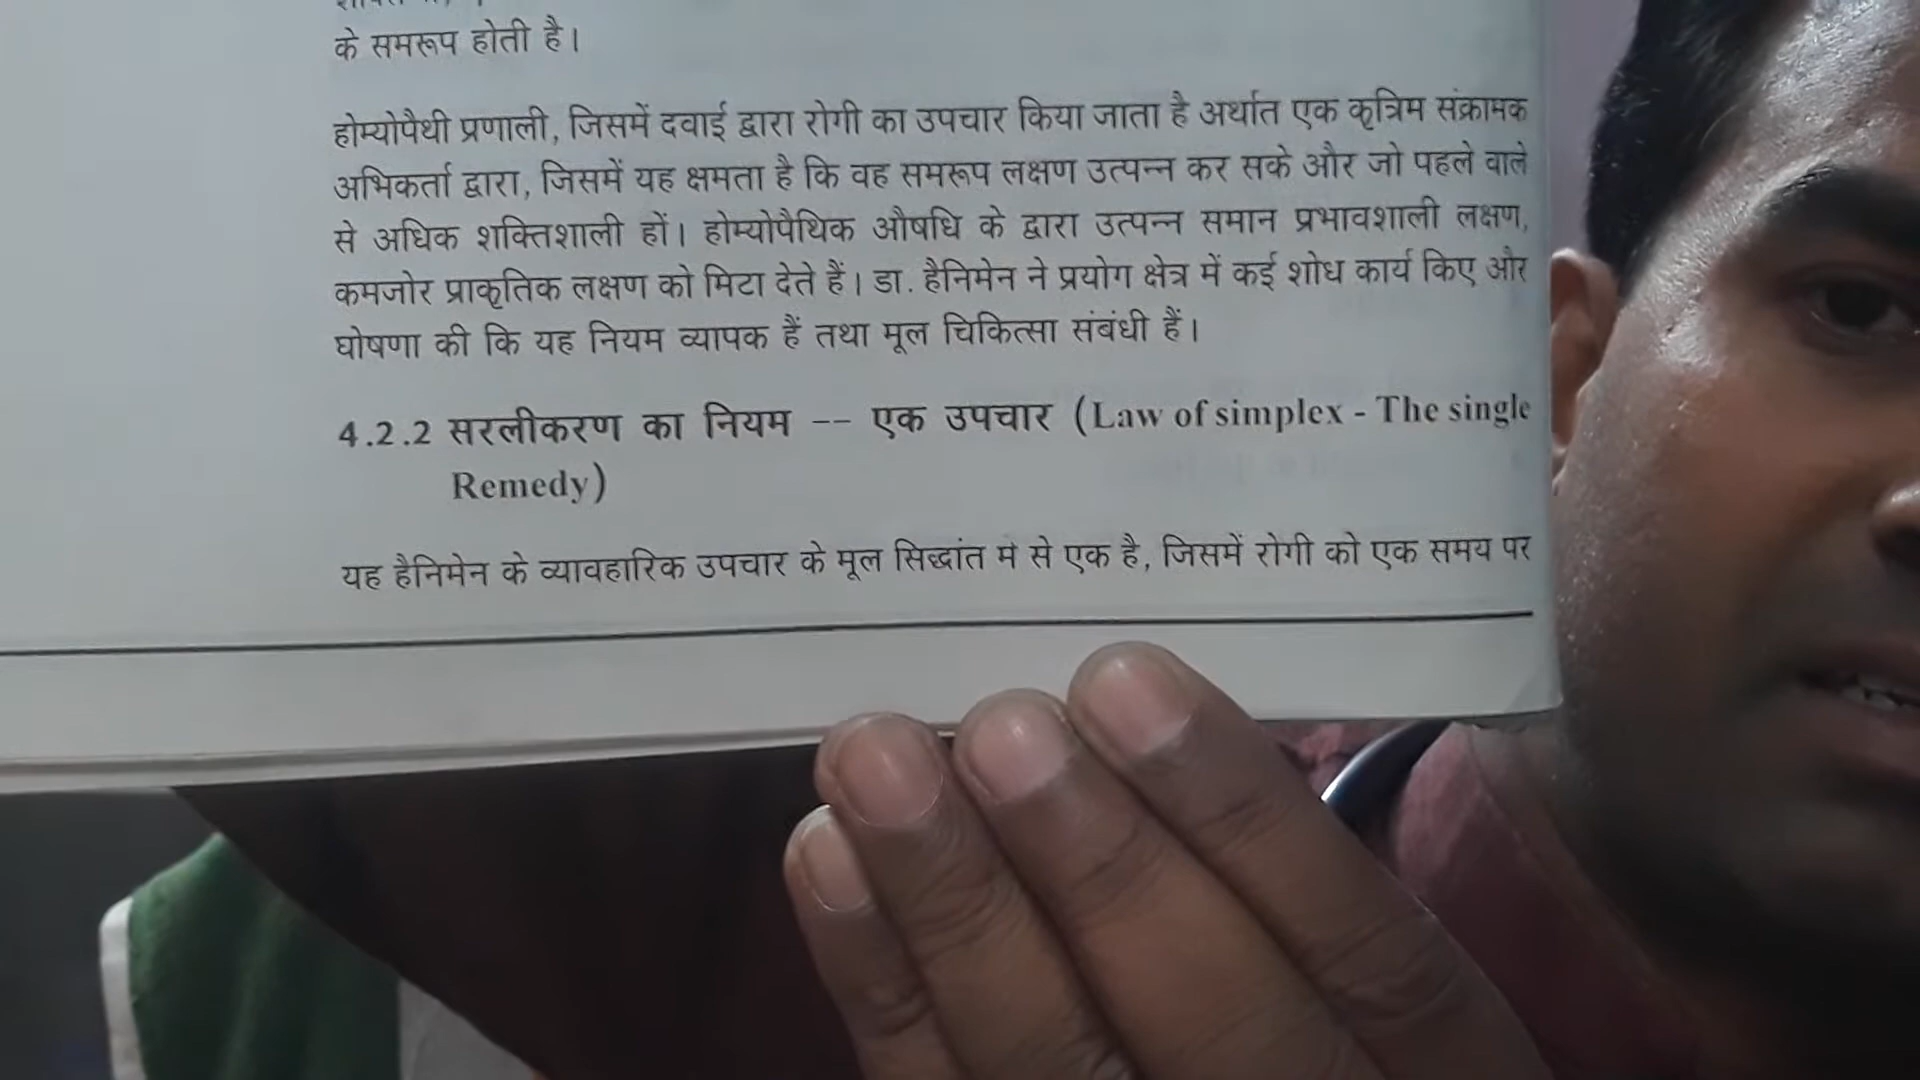 के समरूप होती है।
होम्योपैथी प्रणाली, जिसमें दवाई द्वारा रोगी का उपचार किया जाता है अर्थात एक कृत्रिम संक्रामक
अभिकर्ता द्वारा, जिसमें यह क्षमता है कि वह समरूप लक्षण उत्पन्न कर सके और जो पहले वाले
से अधिक शक्तिशाली हों। होम्योपैथिक औषधि के द्वारा उत्पन्न समान प्रभावशाली लक्षण,
कमजोर प्राकृतिक लक्षण को मिटा देते हैं। डा. हैनिमेन ने प्रयोग क्षेत्र में कई शोध कार्य किए और
घोषणा की कि यह नियम व्यापक हैं तथा मूल चिकित्सा संबंधी हैं।
4.2.2 सरलीकरण का नियम -- एक उपचार (Law of simplex - The single
Remedy)
यह हैनिमेन के व्यावहारिक उपचार के मूल सिद्धांत मे से एक है, जिसमें रोगी को एक समय पर